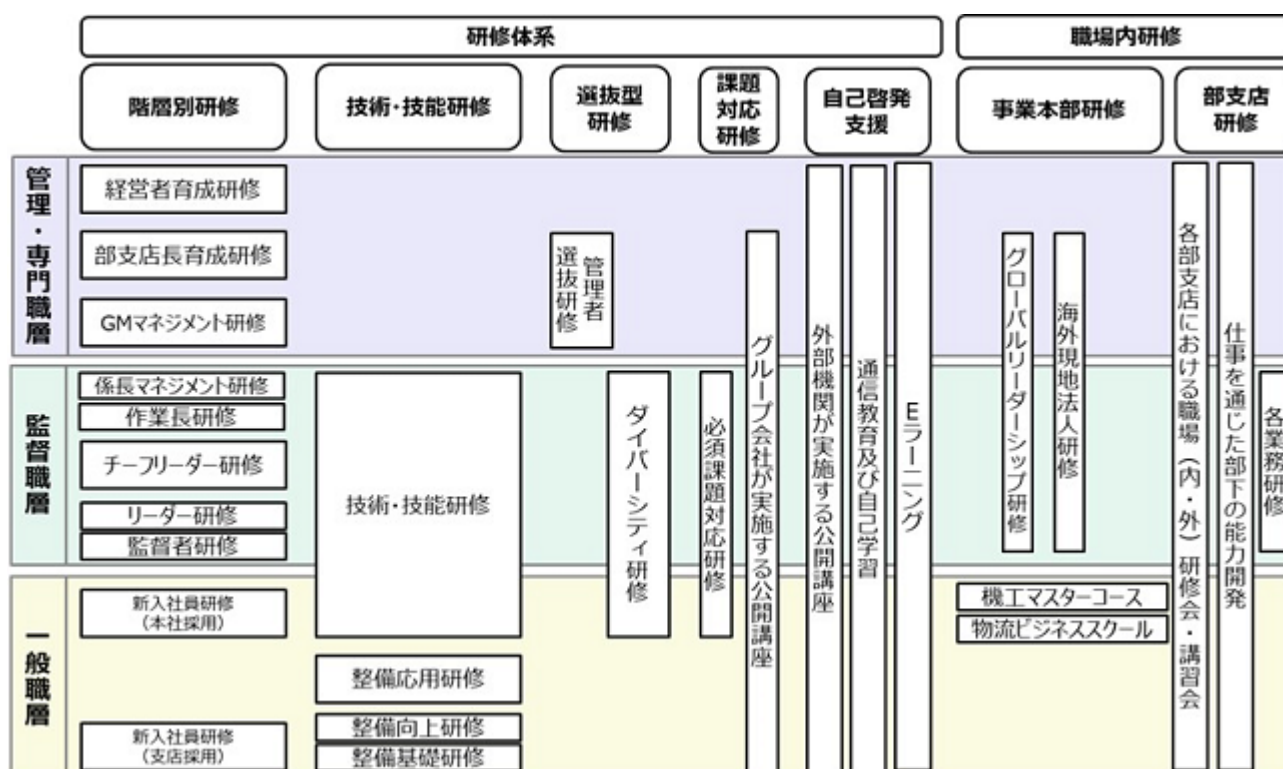 研修体系
職場内研修
階層別研修
技術・技能研修
選抜型
研修
課題
対応
研修
自己啓発
支援
事業本部研修
部支店
研修
管理・専門職層
経営者育成研修
部支店長育成研修
GMマネジメント研修
管理者
選抜研修
グループ会社が実施する公開講座
外部機関が実施する公開講座
通信教育及び自己学習
Eラーニング
グローバルリーダーシップ研修
海外現地法人研修
各部支店における職場（内・外）研修会・講習会
仕事を通じた部下の能力開発
監督職層
係長マネジメント研修
作業長研修
チーフリーダー研修
リーダー研修
監督者研修
技術・技能研修
ダイバーシティ研修
必須課題対応研修
各業務研修
一般職層
新入社員研修
（本社採用）
機工マスターコース
物流ビジネススクール
整備応用研修
整備向上研修
整備基礎研修
新入社員研修
（支店採用）